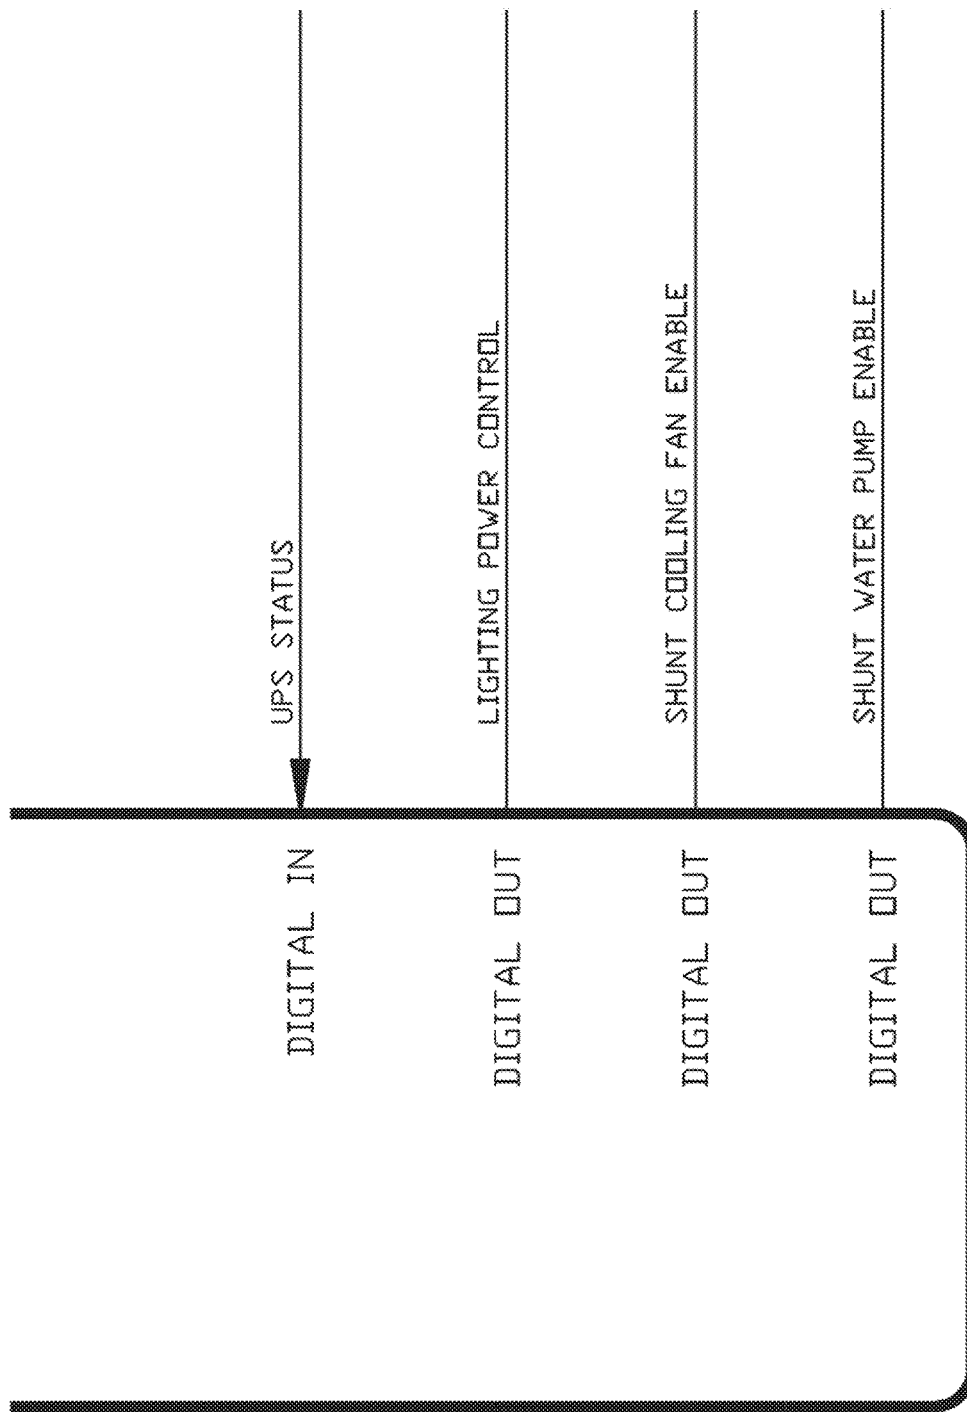 UPS STATUS
DIGITAL IN
LIGHTING POWER CONTROL
DIGITAL OUT
SHUNT COOLING FAN ENABLE
DIGITAL OUT
SHUNT WATER PUMP ENABLE
DIGITAL OUT